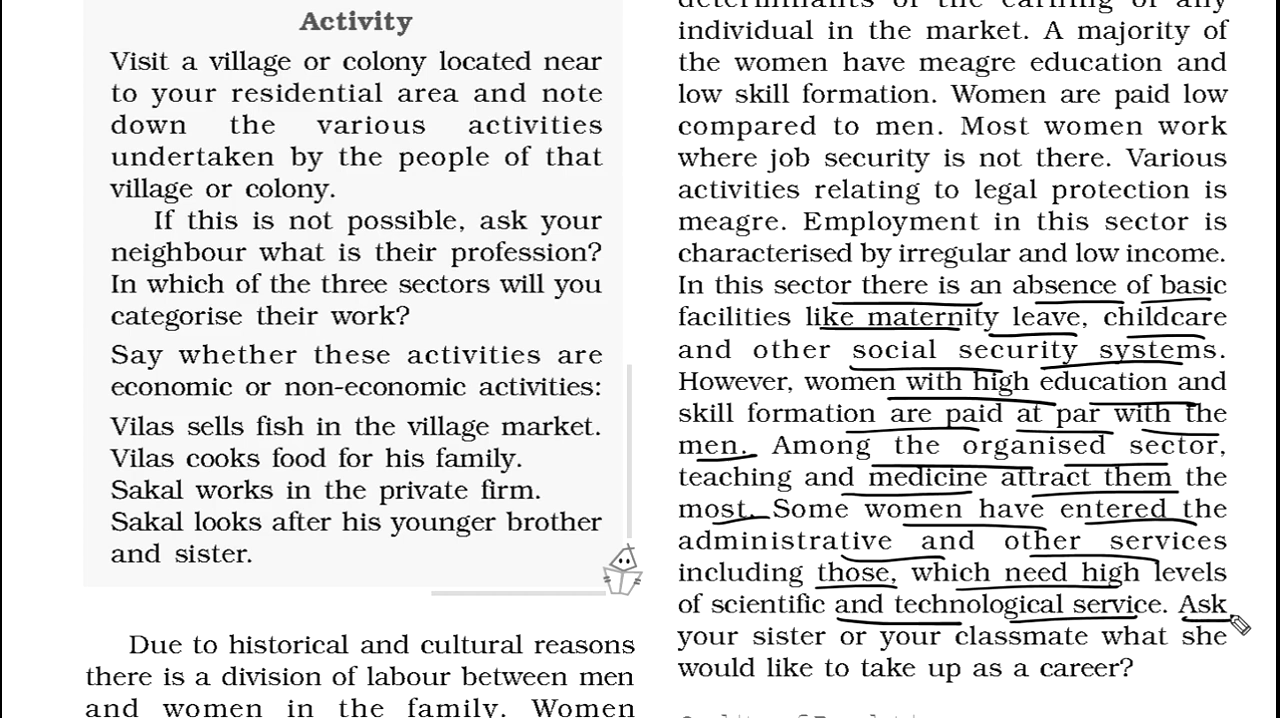 Activity
Visit a village or colony located near
to your residential area and note
down the various activities
undertaken by the people of that
village or colony.
If this is not possible, ask your
neighbour what is their profession?
In which of the three sectors will you
categorise their work?
Say whether these activities are
economic or non-economic activities:
Vilas sells fish in the village market.
Vilas cooks food for his family.
Sakal works in the private firm.
Sakal looks after his younger brother
and sister.
Due to historical and cultural reasons
there is a division of labour between men
and women in the family. Women
determinants of the earning of any
individual in the market. A majority of
the women have meagre education and
low skill formation. Women are paid low
compared to men. Most women work
where job security is not there. Various
activities relating to legal protection is
meagre. Employment in this sector is
characterised by irregular and low income.
In this sector there is an absence of basic
facilities like maternity leave, childcare
and other social security systems.
However, women with high education and
skill formation are paid at par with the
men. Among the organised sector,
teaching and medicine attract them the
most. Some women have entered the
administrative and other services
including those, which need high levels
of scientific and technological service. Ask
your sister or your classmate what she
would like to take up as a career?